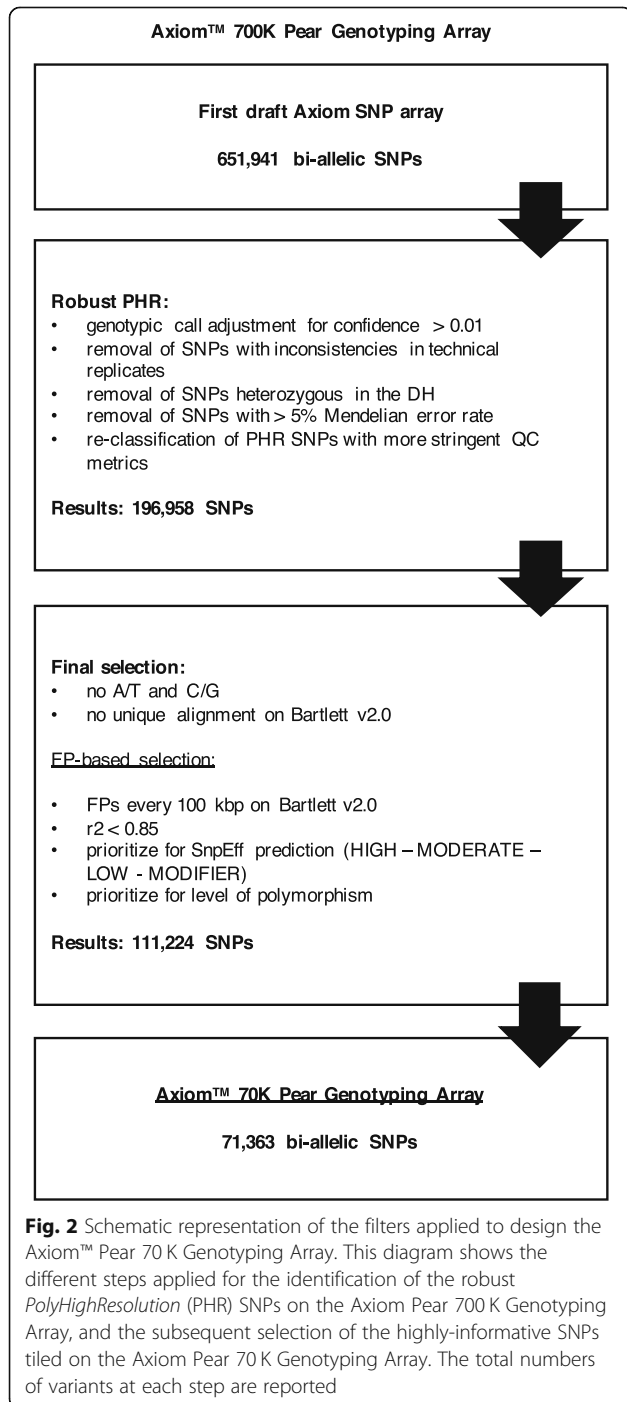 Axiom™ 700K Pear Genotyping Array
First draft Axiom SNP array
651,941 bi-allelic SNPs
Robust PHR:
• genotypic call adjustment for confidence > 0.01
• removal of SNPs with inconsistencies in technical
replicates
• removal of SNPs heterozygous in the DH
• removal of SNPs with > 5% Mendelian error rate
• re-classification of PHR SNPs with more stringent QC
metrics
Results: 196,958 SNPs
Final selection:
• no A/T and C/G
• no unique alignment on Bartlett v2.0
FP-based selection:
• FPs every 100 kbp on Bartlett v2.0
• r2 < 0.85
• prioritize for SnpEff prediction (HIGH – MODERATE –
LOW - MODIFIER)
• prioritize for level of polymorphism
Results: 111,224 SNPs
Axiom™ 70K Pear Genotyping Array
71,363 bi-allelic SNPs
Fig. 2 Schematic representation of the filters applied to design the
Axiom™ Pear 70 K Genotyping Array. This diagram shows the
different steps applied for the identification of the robust
PolyHighResolution (PHR) SNPs on the Axiom Pear 700 K Genotyping
Array, and the subsequent selection of the highly-informative SNPs
tiled on the Axiom Pear 70 K Genotyping Array. The total numbers
of variants at each step are reported